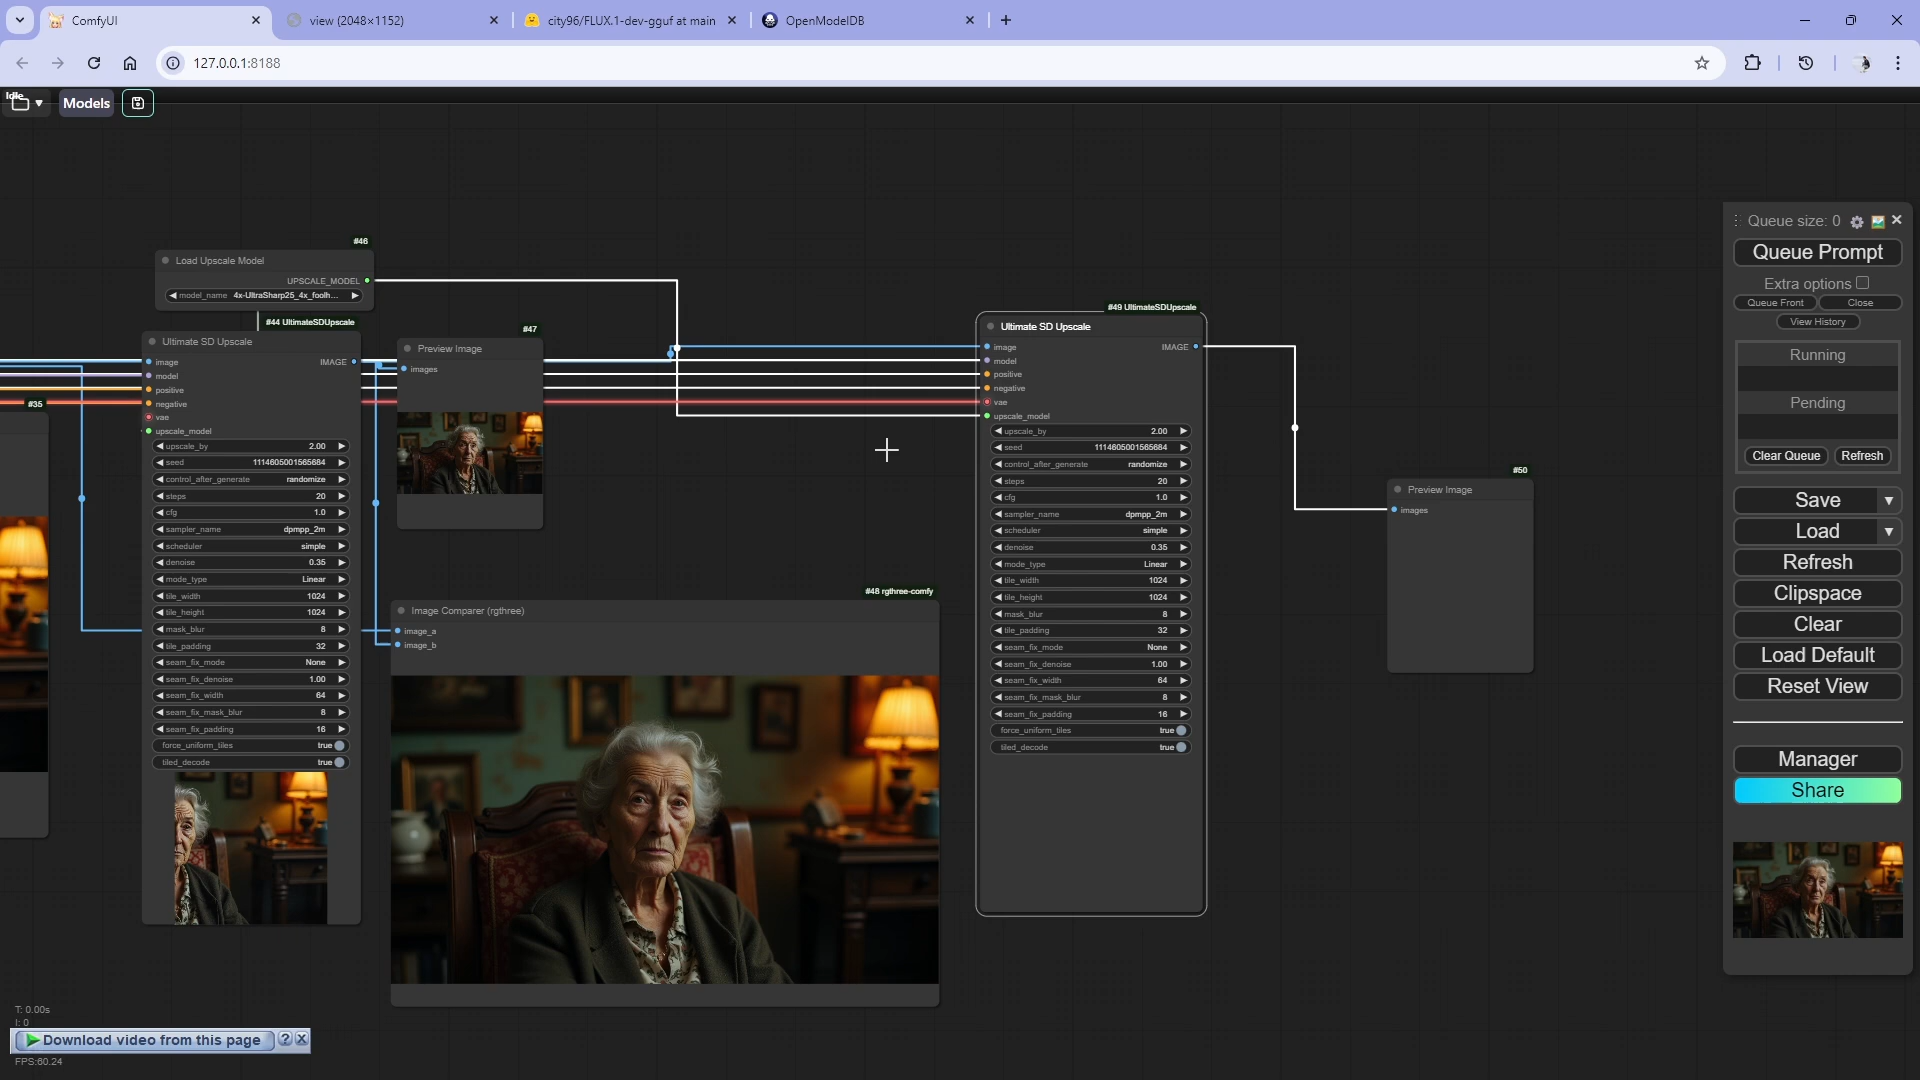 ComfyUI
view (2048×1152)
city96/FLUX.1-dev-gguf at main
OpenModelDB
127.0.0.1:8188
Idle
Models
#46
Load Upscale Model
UPSCALE_MODEL
model_name 4x-UltraSharp25_4x_foolh...
#44 UltimateSDUpscale
Ultimate SD Upscale
image
IMAGE
model
positive
negative
vae
upscale_model
upscale_by 2.00
seed 1114605001565684
control_after_generate randomize
steps 20
cfg 1.0
sampler_name dpmpp_2m
scheduler simple
denoise 0.35
mode_type Linear
tile_width 1024
tile_height 1024
mask_blur 8
tile_padding 32
seam_fix_mode None
seam_fix_denoise 1.00
seam_fix_width 64
seam_fix_mask_blur 8
seam_fix_padding 16
force_uniform_tiles true
tiled_decode true
#35
#47
Preview Image
images
#48 rgthree-comfy
Image Comparer (rgthree)
image_a
image_b
#49 UltimateSDUpscale
Ultimate SD Upscale
image
IMAGE
model
positive
negative
vae
upscale_model
upscale_by 2.00
seed 1114605001565684
control_after_generate randomize
steps 20
cfg 1.0
sampler_name dpmpp_2m
scheduler simple
denoise 0.35
mode_type Linear
tile_width 1024
tile_height 1024
mask_blur 8
tile_padding 32
seam_fix_mode None
seam_fix_denoise 1.00
seam_fix_width 64
seam_fix_mask_blur 8
seam_fix_padding 16
force_uniform_tiles true
tiled_decode true
#50
Preview Image
images
Queue size: 0
Queue Prompt
Extra options
Queue Front
Close
View History
Running
Pending
Clear Queue
Refresh
Save
Load
Refresh
Clipspace
Clear
Load Default
Reset View
Manager
Share
T: 0.00s
I: 0
Download video from this page
?
FPS:60.24